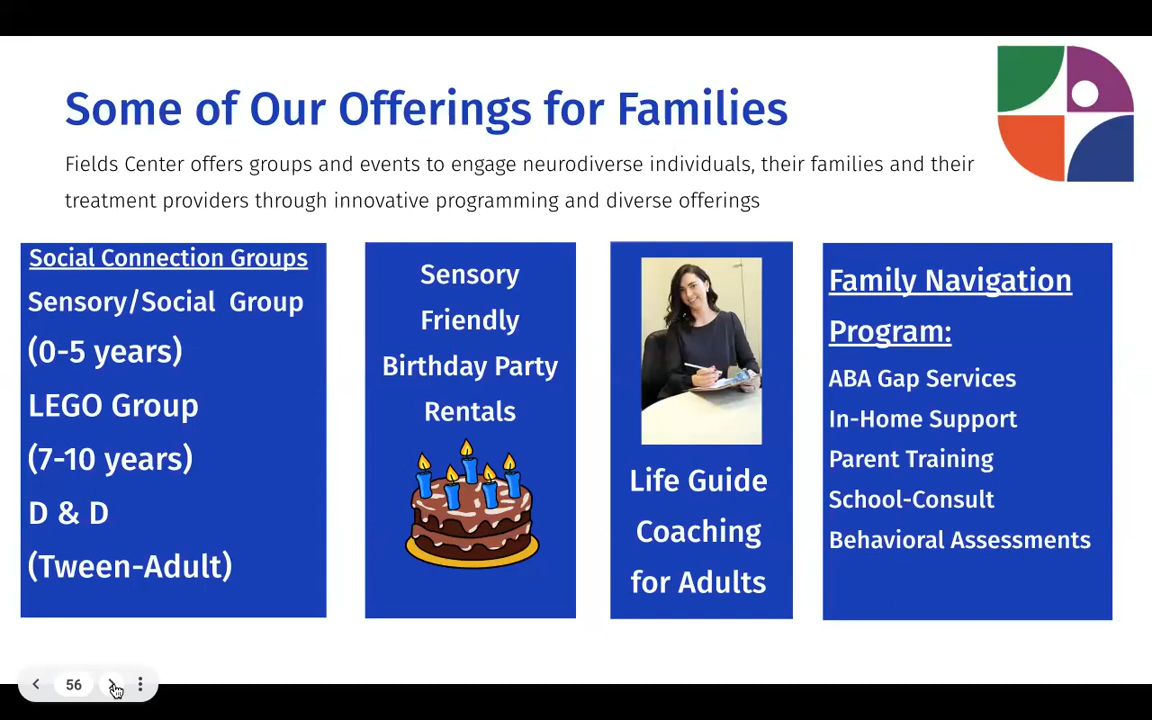 Some of Our Offerings for Families
Fields Center offers groups and events to engage neurodiverse individuals, their families and their
treatment providers through innovative programming and diverse offerings
Social Connection Groups
Sensory/Social Group
(0-5 years)
LEGO Group
(7-10 years)
D & D
(Tween-Adult)
Sensory
Friendly
Birthday Party
Rentals
Life Guide
Coaching
for Adults
Family Navigation
Program:
ABA Gap Services
In-Home Support
Parent Training
School-Consult
Behavioral Assessments
56